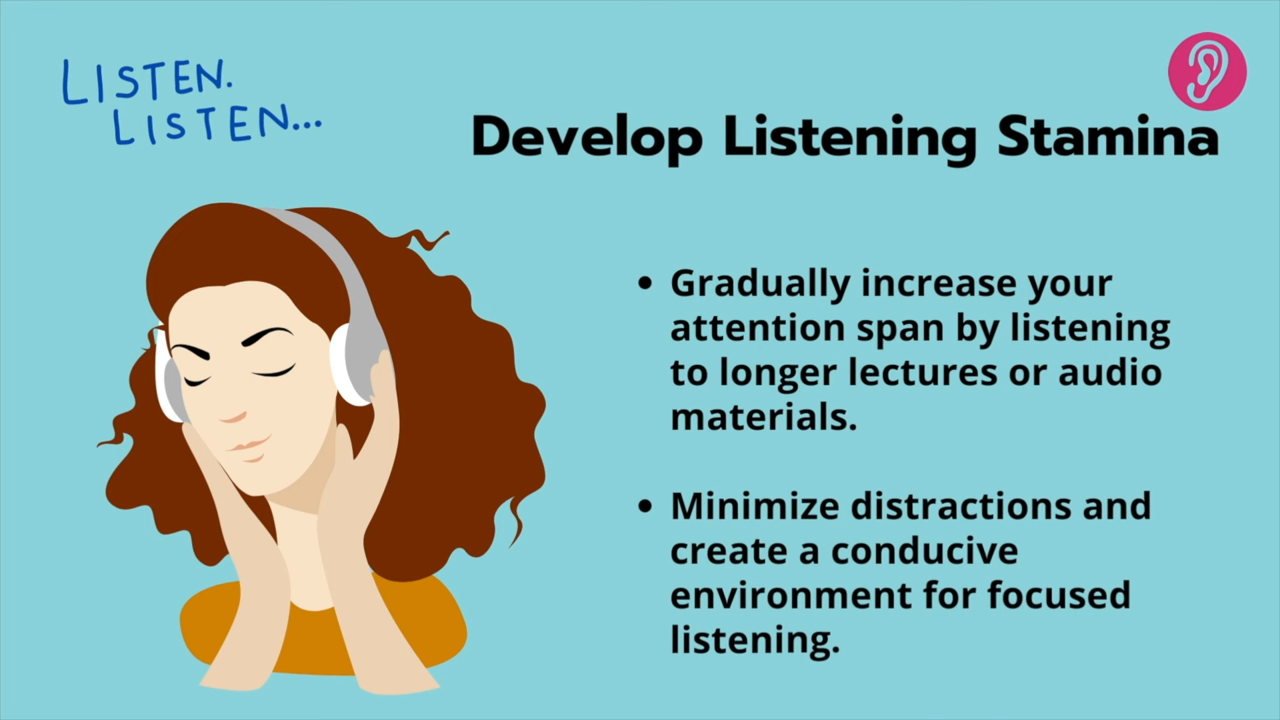 LISTEN.
LISTEN...
Develop Listening Stamina
• Gradually increase your
attention span by listening
to longer lectures or audio
materials.
• Minimize distractions and
create a conducive
environment for focused
listening.